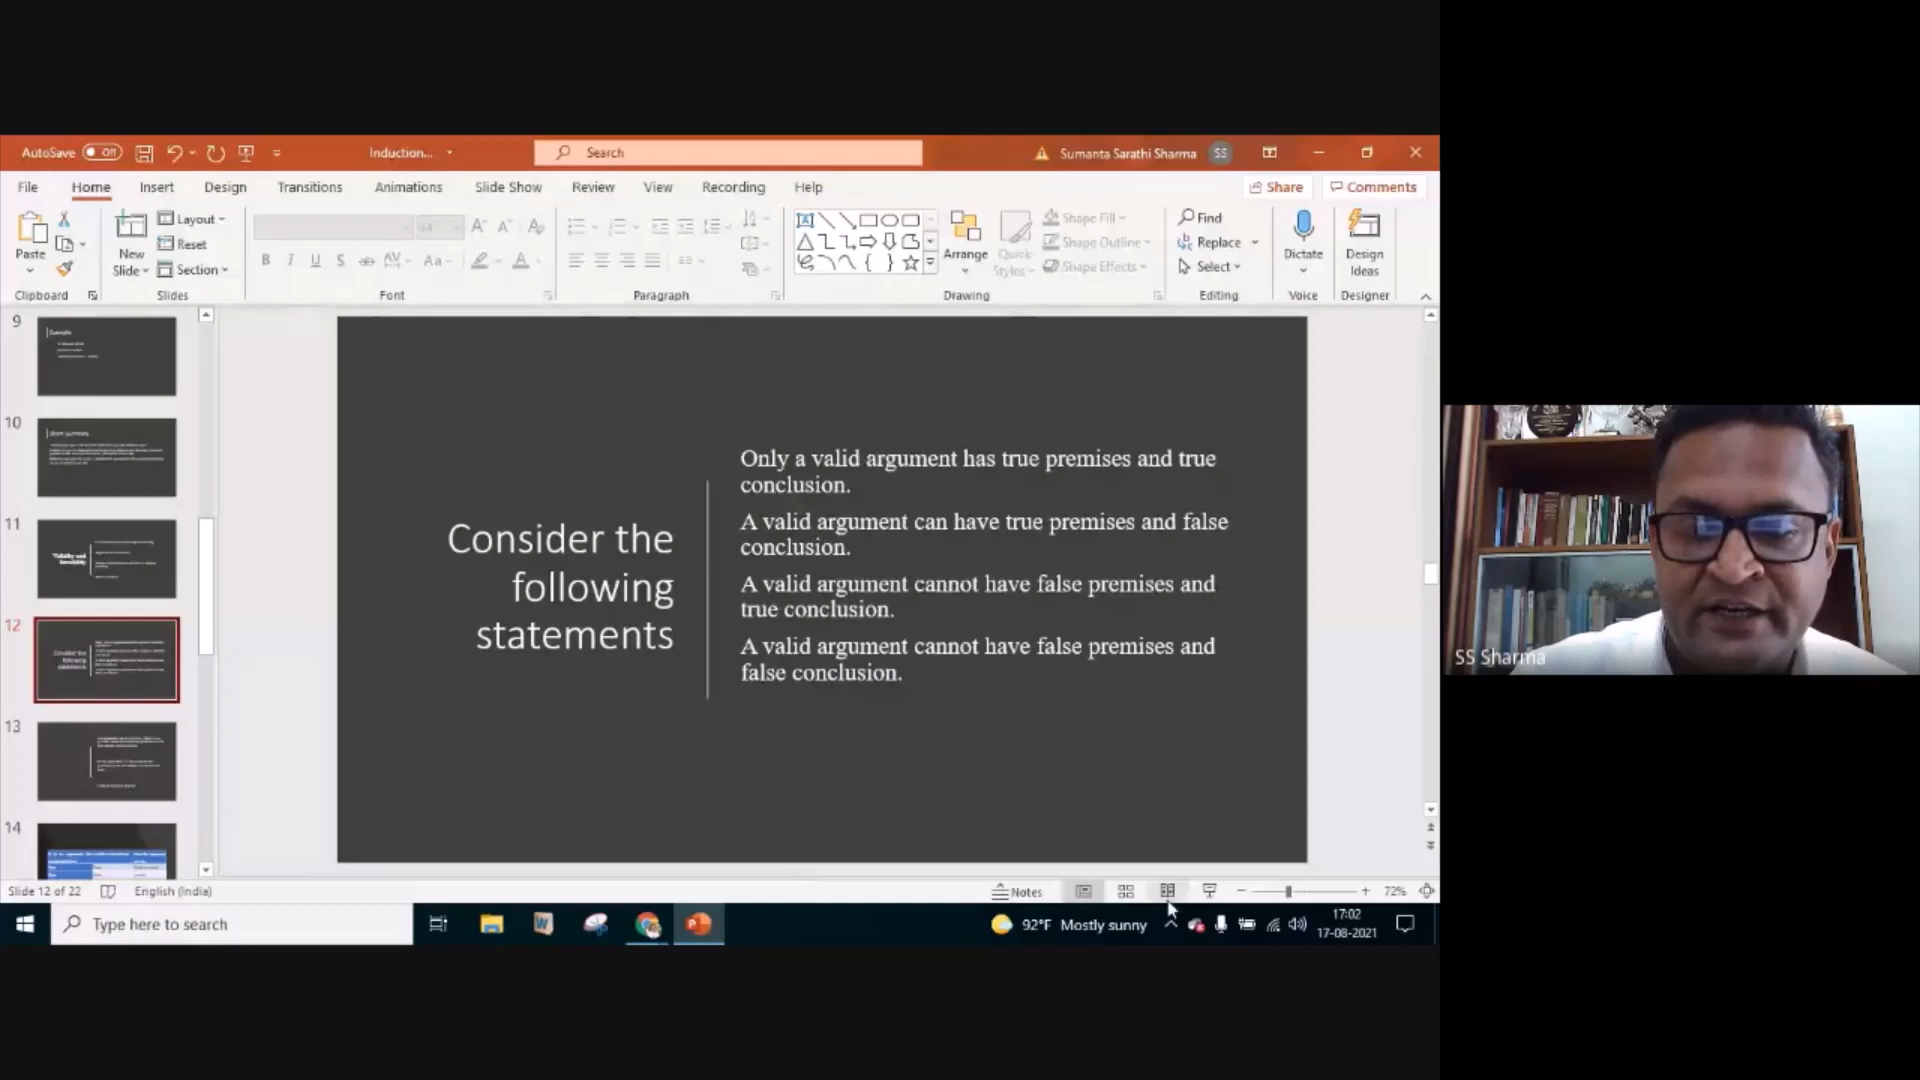 AutoSave Off Induction... Search Sumanta Sarathi Sharma SS
File Home Insert Design Transitions Animations Slide Show Review View Recording Help Share Comments
Paste
New
Slide
Layout
Reset
Section
44
B I U S ab AV Aa A
Arrange
Quick
Styles
Shape Fill
Shape Outline
Shape Effects
Find
Replace
Select
Dictate
Design
Ideas
Clipboard Slides Font Paragraph Drawing Editing Voice Designer
9
10
11
12
13
14
Consider the
following
statements
Only a valid argument has true premises and true
conclusion.
A valid argument can have true premises and false
conclusion.
A valid argument cannot have false premises and
true conclusion.
A valid argument cannot have false premises and
false conclusion.
SS Sharma
Slide 12 of 22 English (India) Notes 72%
Type here to search 92°F Mostly sunny
17:02
17-08-2021